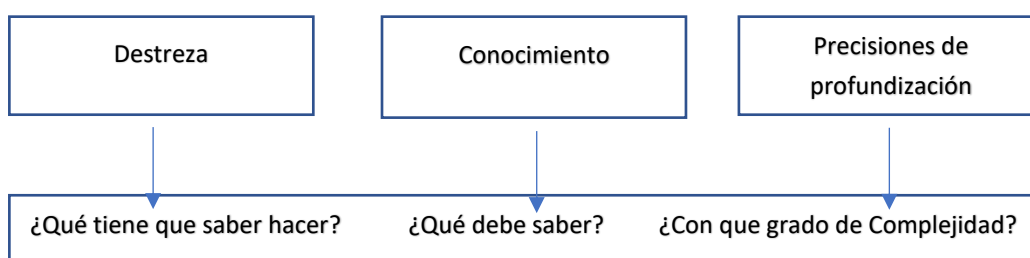 Destreza
Conocimiento
Precisiones de
profundización
¿Qué tiene que saber hacer?
¿Qué debe saber?
¿Con que grado de Complejidad?